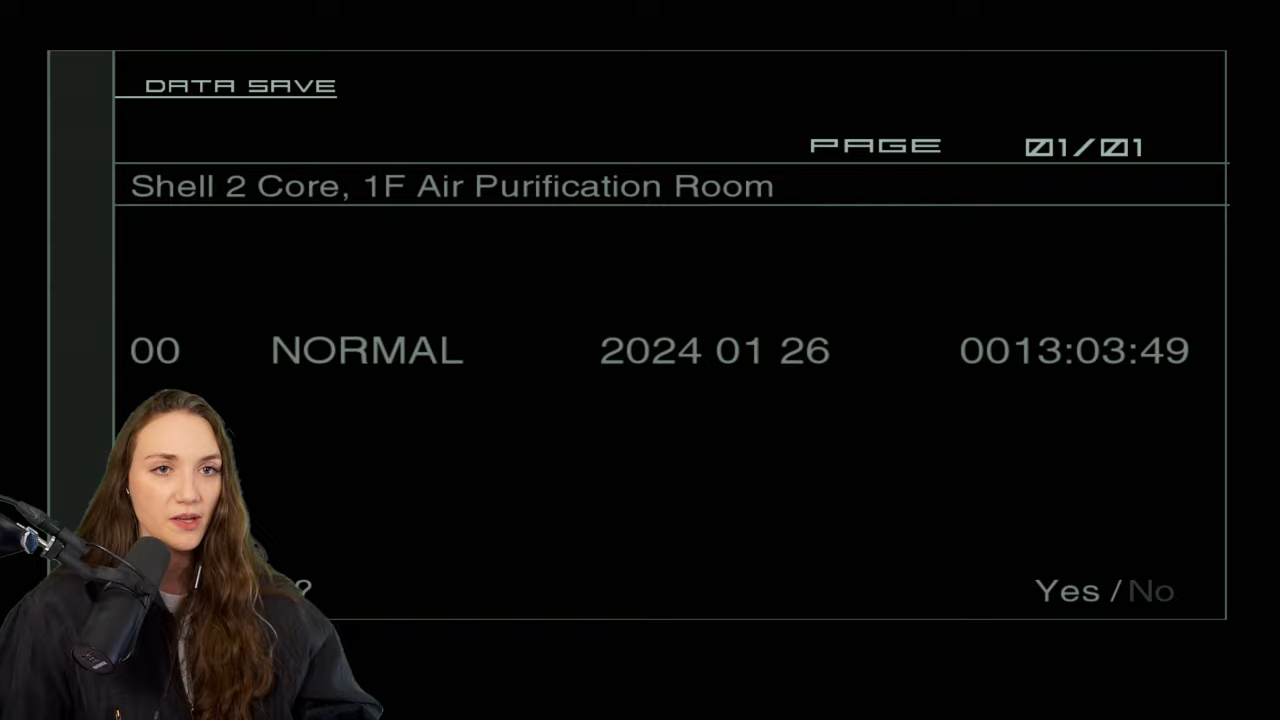 DATA SAVE
PAGE 01/01
Shell 2 Core, 1F Air Purification Room
00 NORMAL 2024 01 26 0013:03:49
? Yes / No